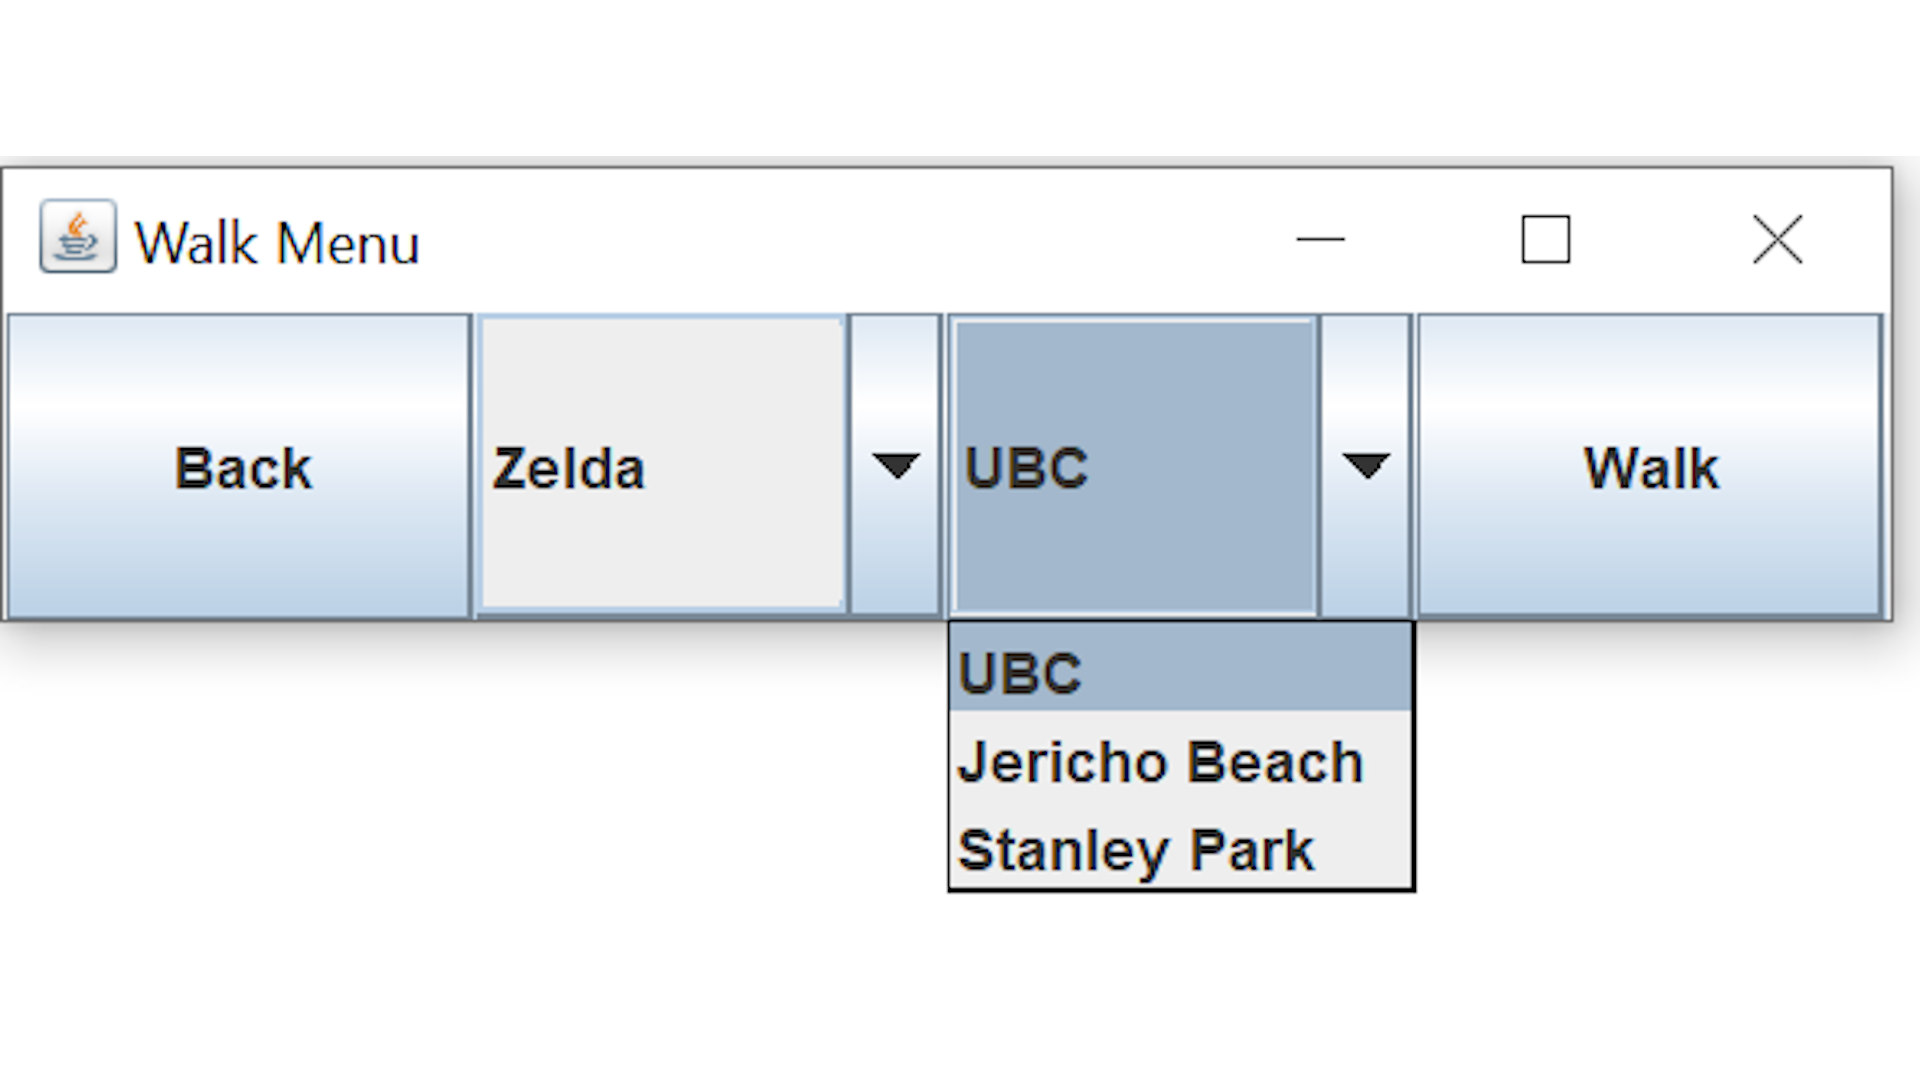 Walk Menu
Back
Zelda
UBC
Walk
UBC
Jericho Beach
Stanley Park